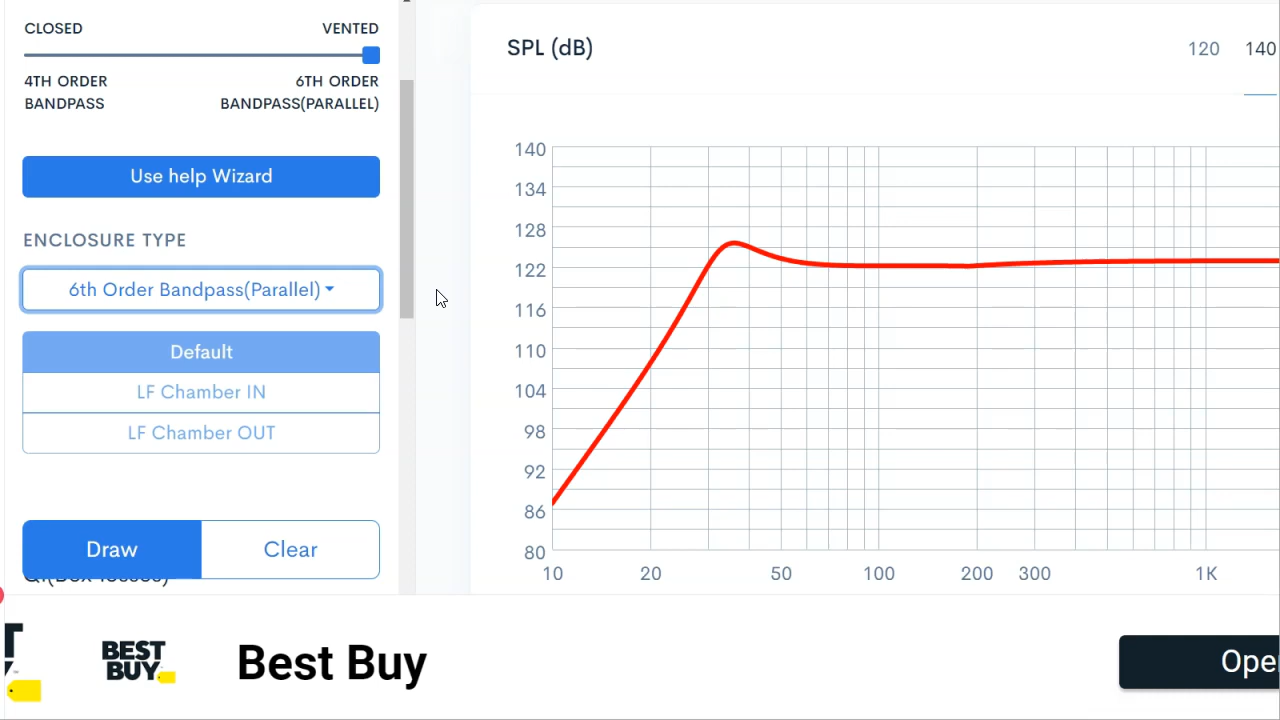 CLOSED
VENTED
4TH ORDER
BANDPASS
6TH ORDER
BANDPASS(PARALLEL)
Use help Wizard
ENCLOSURE TYPE
6th Order Bandpass(Parallel)
Default
LF Chamber IN
LF Chamber OUT
Draw
Clear
SPL (dB)
120
140
140
134
128
122
116
110
104
98
92
86
80
10
20
50
100
200
300
1K
BEST
BUY
Best Buy
Ope